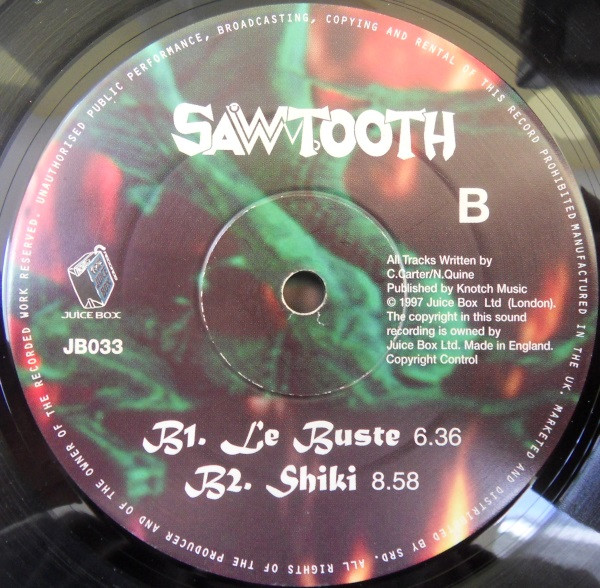 SAWTOOTH
B
All Tracks Written by
C.Carter/N.Quine
Published by Knotch Music
© 1997 Juice Box Ltd (London).
The copyright in this sound
recording is owned by
Juice Box Ltd. Made in England.
Copyright Control
JUICE BOX
JB033
B1. Le Buste 6.36
B2. Shiki 8.58
ALL RIGHTS OF THE PRODUCER AND OF THE OWNER OF THE RECORDED WORK RESERVED. UNAUTHORISED PUBLIC PERFORMANCE, BROADCASTING, COPYING AND RENTAL OF THIS RECORD PROHIBITED MANUFACTURED IN THE UK. MARKETED AND DISTRIBUTED BY SRD.